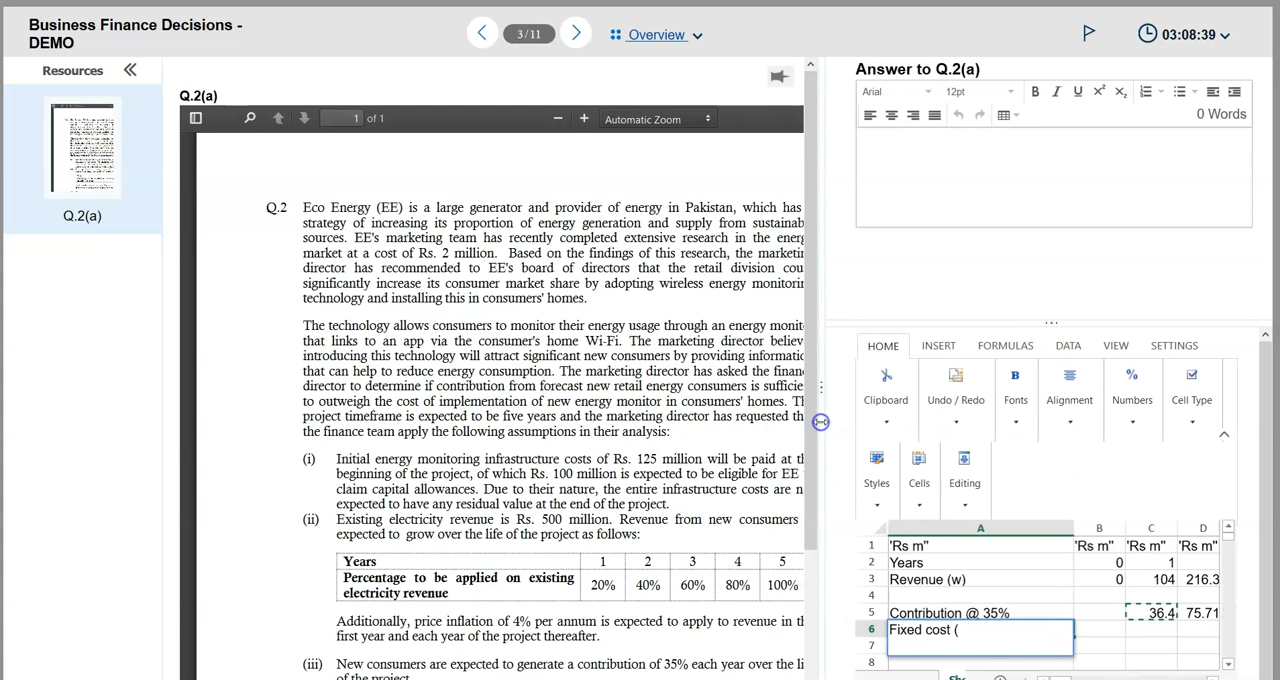 Business Finance Decisions -
DEMO
3/11
Overview
03:08:39
Resources
Q.2(a)
Q.2(a)
1 of 1
Automatic Zoom
Q.2 Eco Energy (EE) is a large generator and provider of energy in Pakistan, which has
strategy of increasing its proportion of energy generation and supply from sustainab
sources. EE's marketing team has recently completed extensive research in the energ
market at a cost of Rs. 2 million. Based on the findings of this research, the marketi
director has recommended to EE's board of directors that the retail division cou
significantly increase its consumer market share by adopting wireless energy monitorin
technology and installing this in consumers' homes.
The technology allows consumers to monitor their energy usage through an energy monit
that links to an app via the consumer's home Wi-Fi. The marketing director believ
introducing this technology will attract significant new consumers by providing informatic
that can help to reduce energy consumption. The marketing director has asked the financ
director to determine if contribution from forecast new retail energy consumers is sufficie
to outweigh the cost of implementation of new energy monitor in consumers' homes. Th
project timeframe is expected to be five years and the marketing director has requested th
the finance team apply the following assumptions in their analysis:
(i) Initial energy monitoring infrastructure costs of Rs. 125 million will be paid at th
beginning of the project, of which Rs. 100 million is expected to be eligible for EE
claim capital allowances. Due to their nature, the entire infrastructure costs are n
expected to have any residual value at the end of the project.
(ii) Existing electricity revenue is Rs. 500 million. Revenue from new consumers
expected to grow over the life of the project as follows:
Years 1 2 3 4 5
Percentage to be applied on existing
electricity revenue 20% 40% 60% 80% 100%
Additionally, price inflation of 4% per annum is expected to apply to revenue in th
first year and each year of the project thereafter.
(iii) New consumers are expected to generate a contribution of 35% each year over the li
of the project.
Answer to Q.2(a)
Arial 12pt B I U X² X₂
0 Words
HOME INSERT FORMULAS DATA VIEW SETTINGS
Clipboard Undo / Redo Fonts Alignment Numbers Cell Type
Styles Cells Editing
A B C D
1 'Rs m" 'Rs m" 'Rs m" 'Rs m"
2 Years 0 1
3 Revenue (w) 0 104 216.3
4
5 Contribution @ 35% 36.4 75.71
6 Fixed cost (
7
8